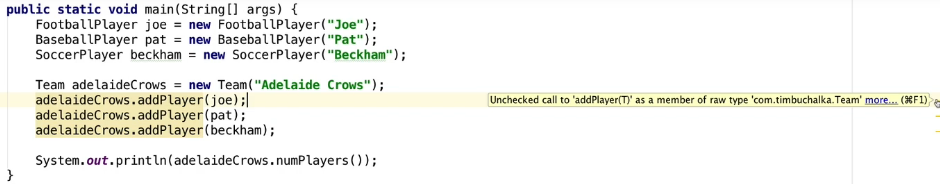 public static void main(String[] args) {
    FootballPlayer joe = new FootballPlayer("Joe");
    BaseballPlayer pat = new BaseballPlayer("Pat");
    SoccerPlayer beckham = new SoccerPlayer("Beckham");

    Team adelaideCrows = new Team("Adelaide Crows");
    adelaideCrows.addPlayer(joe);
Unchecked call to 'addPlayer(T)' as a member of raw type 'com.timbuchalka.Team' more... (⌘F1)
    adelaideCrows.addPlayer(pat);
    adelaideCrows.addPlayer(beckham);

    System.out.println(adelaideCrows.numPlayers());
}